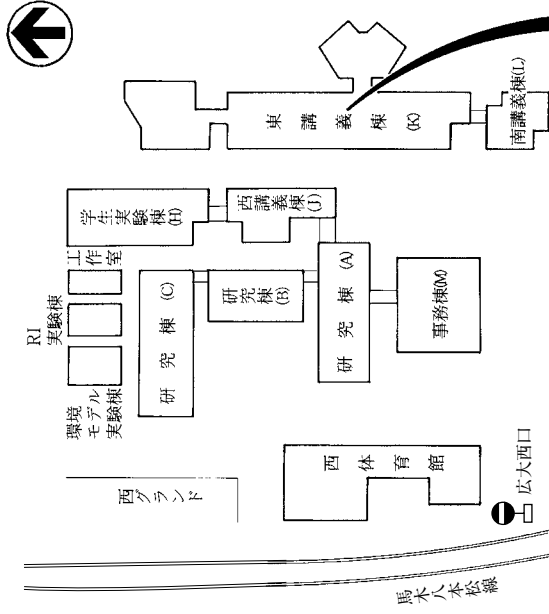 東講義棟(K)
南講義棟(L)
学生
実験棟(H)
西講義
棟(J)
工作室
RI
実験棟
研究棟(C)
研究棟
(B)
研究棟(A)
事務棟(M)
環境
モデル
実験棟
西グランド
西体育館
広大西口
馬木八本松線